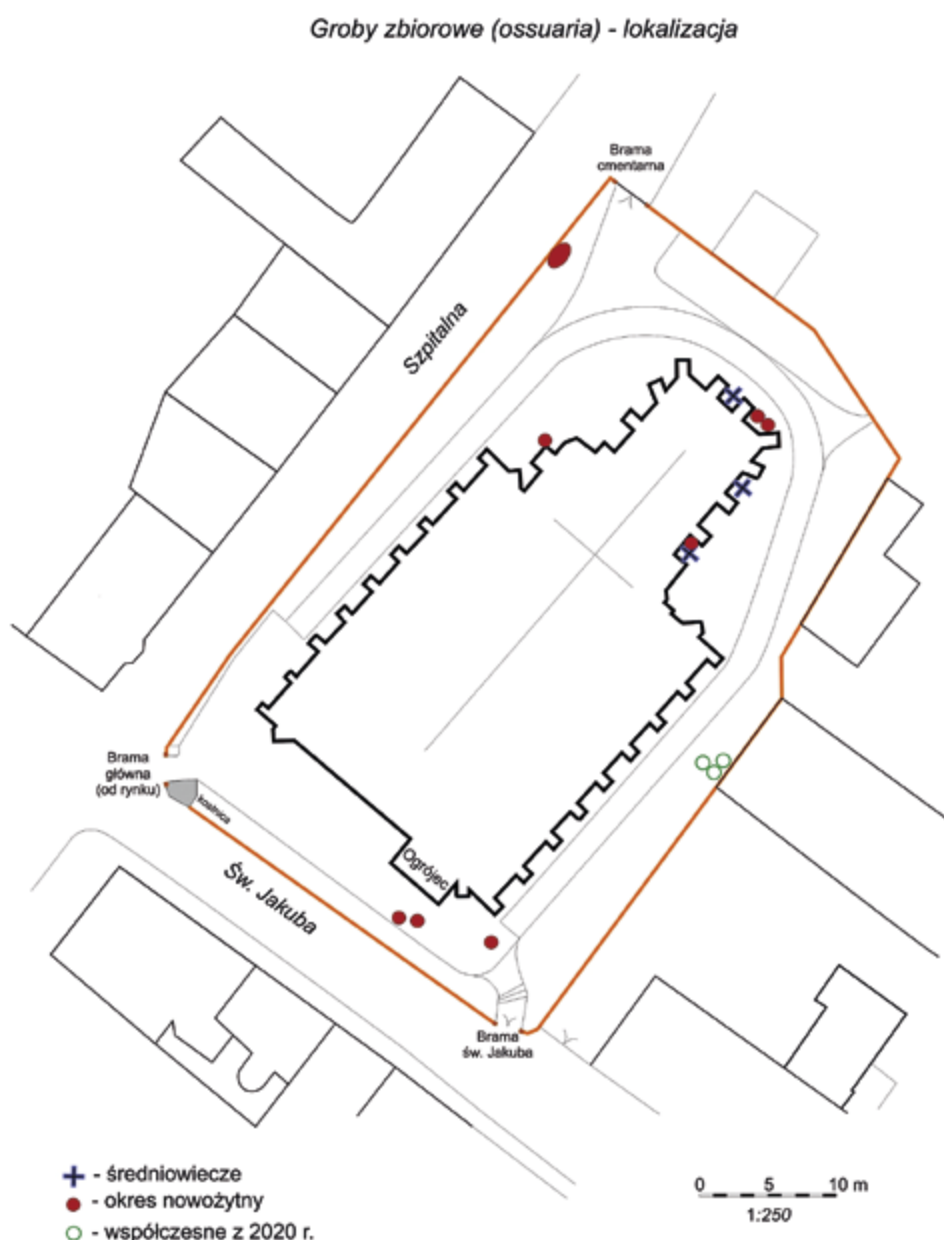 Groby zbiorowe (ossuaria) - lokalizacja
Brama
cmentarna
Szpitalna
Brama
główna
(od rynku)
kostnica
Ogrójec
Św. Jakuba
Brama
św. Jakuba
- średniowiecze
- okres nowożytny
- współczesne z 2020 r.
0 5 10 m
1:250